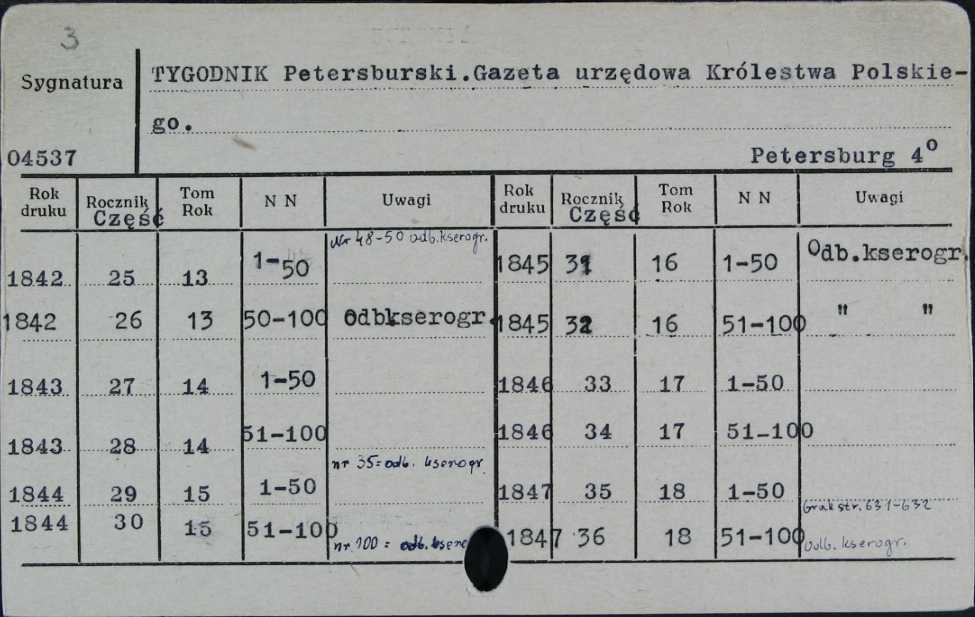 3
Sygnatura
TYGODNIK Petersburski.Gazeta urzędowa Królestwa Polskie-
go.
04537
Petersburg 4°
Rok druku Rocznik Część Tom Rok N N Uwagi Rok druku Rocznik Część Tom Rok N N Uwagi
Nr 48-50 odb.kserogr.
1842 25 13 1-50 1845 31 16 1-50 Odb.kserogr.
1842 26 13 50-100 Odbkserogr. 1845 32 16 51-100 " "
1843 27 14 1-50 1846 33 17 1-50
1843 28 14 51-100 1846 34 17 51-100
nr 35= odb. kserogr
1844 29 15 1-50 1847 35 18 1-50
brak str. 631-632
1844 30 15 51-100 nr 100 = odb. kser 1847 36 18 51-100 odb. kserogr.